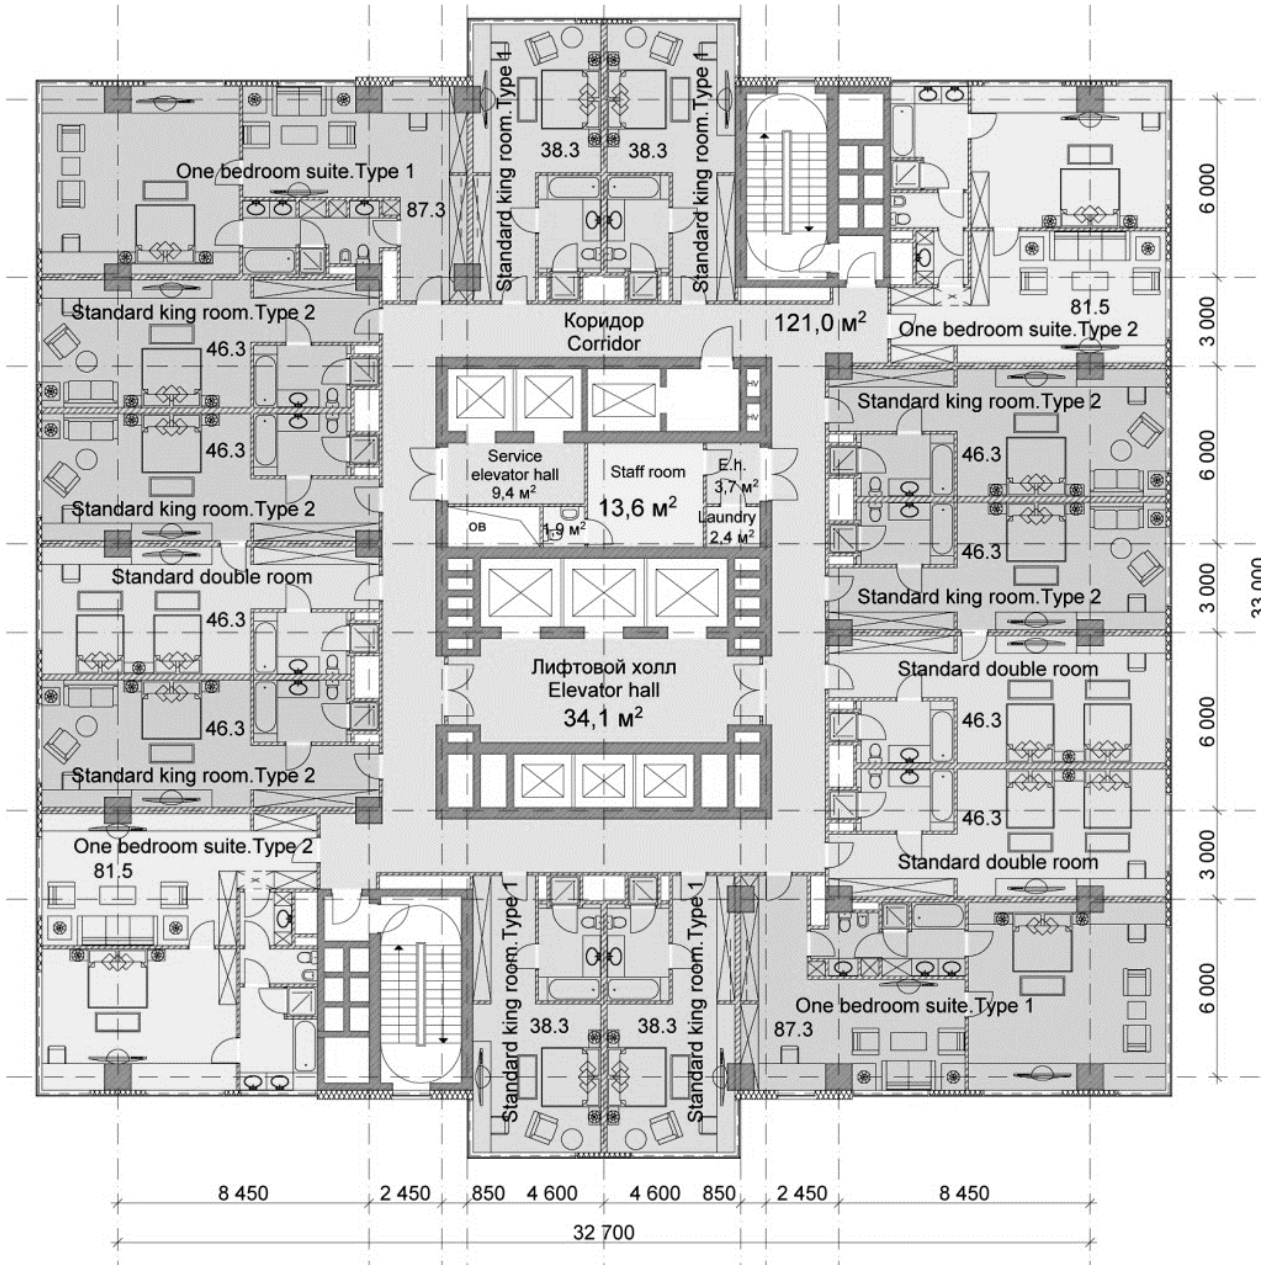 Standard king room.Type 1
Standard king room.Type 1
38.3
38.3
One bedroom suite.Type 1
87.3
6 000
Standard king room.Type 2
46.3
Коридор
Corridor
121,0 м²
81.5
One bedroom suite.Type 2
3 000
46.3
Standard king room.Type 2
HV
HV
Standard king room.Type 2
46.3
Service
elevator hall
9,4 м²
Staff room
13,6 м²
E.h.
3,7 м²
Laundry
2,4 м²
ОВ
1,9 м²
6 000
46.3
Standard king room.Type 2
Standard double room
46.3
3 000
33 000
Лифтовой холл
Elevator hall
34,1 м²
Standard double room
46.3
46.3
Standard king room.Type 2
6 000
46.3
Standard double room
One bedroom suite.Type 2
81.5
3 000
Standard king room.Type 1
Standard king room.Type 1
38.3
38.3
One bedroom suite.Type 1
87.3
6 000
8 450
2 450
850
4 600
4 600
850
2 450
8 450
32 700